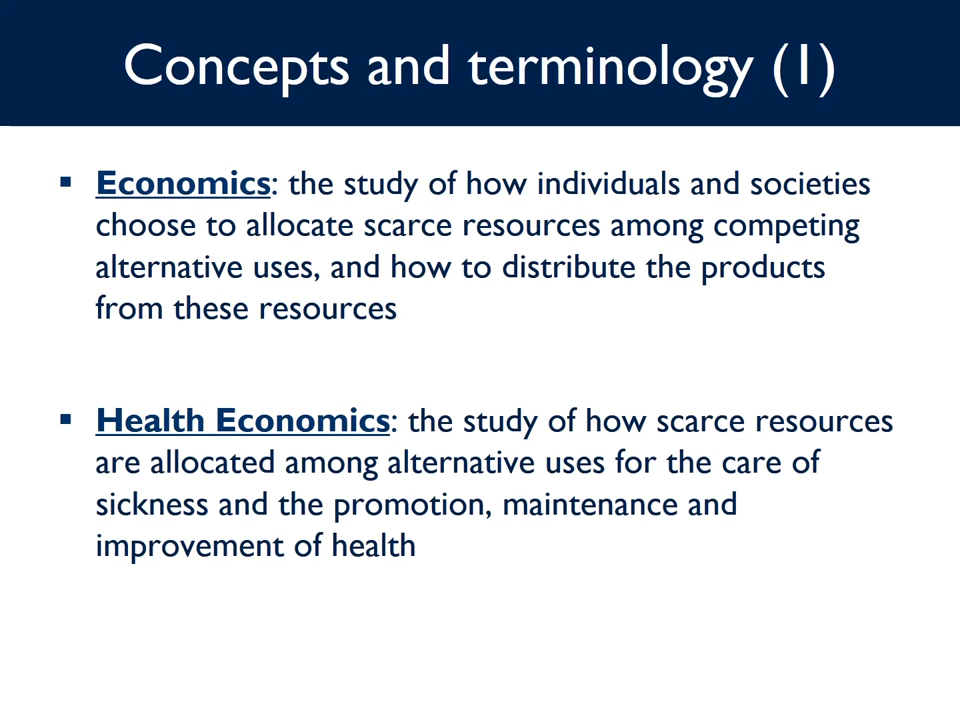 Concepts and terminology (1)
▪ Economics: the study of how individuals and societies
choose to allocate scarce resources among competing
alternative uses, and how to distribute the products
from these resources
▪ Health Economics: the study of how scarce resources
are allocated among alternative uses for the care of
sickness and the promotion, maintenance and
improvement of health